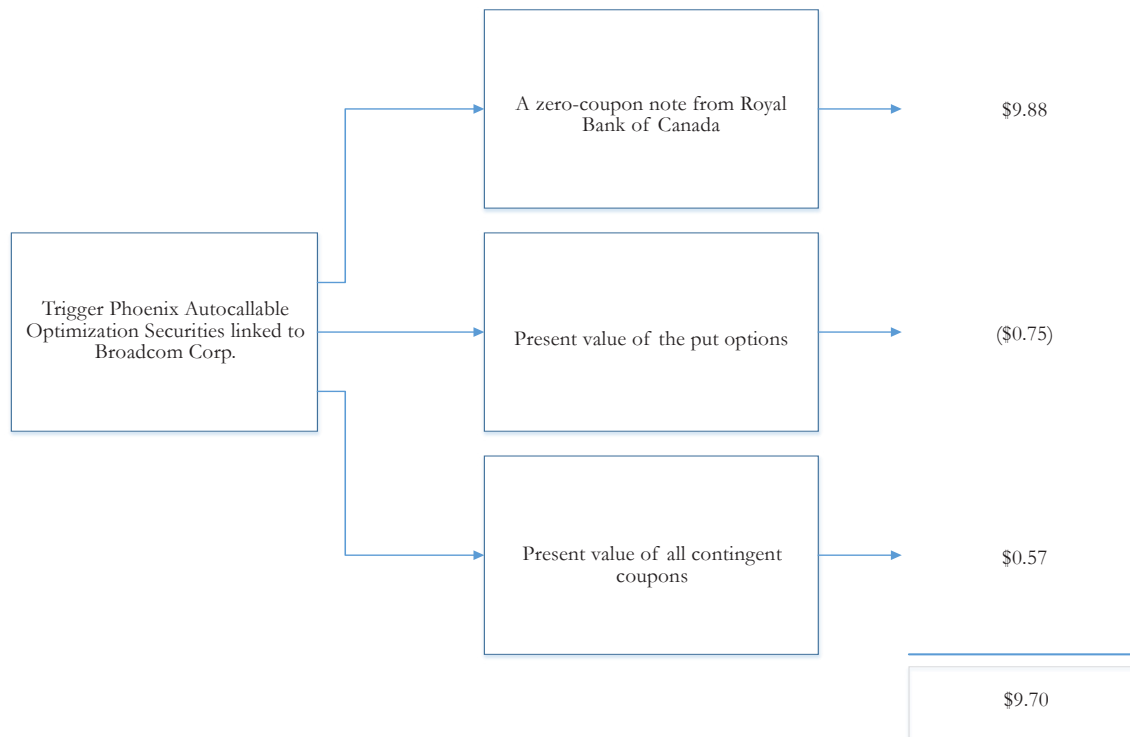 A zero-coupon note from Royal
Bank of Canada
$9.88
Trigger Phoenix Autocallable
Optimization Securities linked to
Broadcom Corp.
Present value of the put options
($0.75)
Present value of all contingent
coupons
$0.57
$9.70